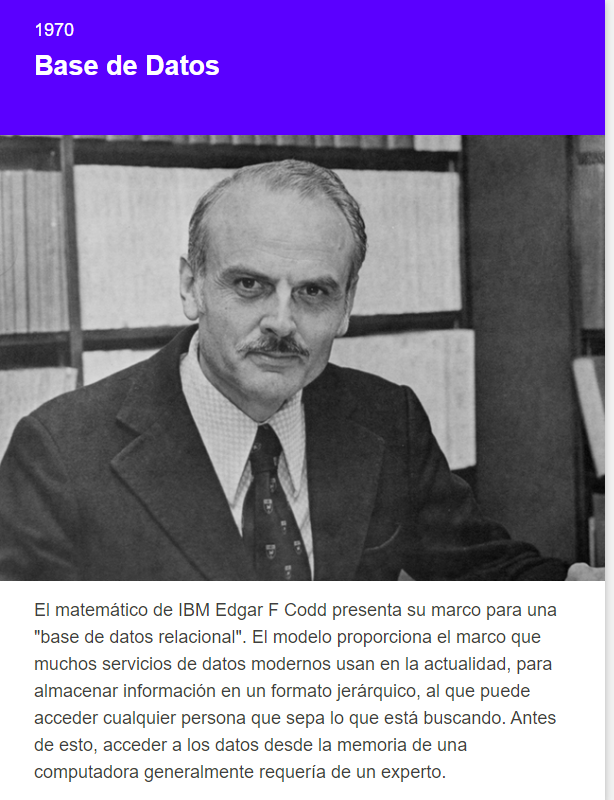 1970
Base de Datos
El matemático de IBM Edgar F Codd presenta su marco para una
"base de datos relacional". El modelo proporciona el marco que
muchos servicios de datos modernos usan en la actualidad, para
almacenar información en un formato jerárquico, al que puede
acceder cualquier persona que sepa lo que está buscando. Antes
de esto, acceder a los datos desde la memoria de una
computadora generalmente requería de un experto.